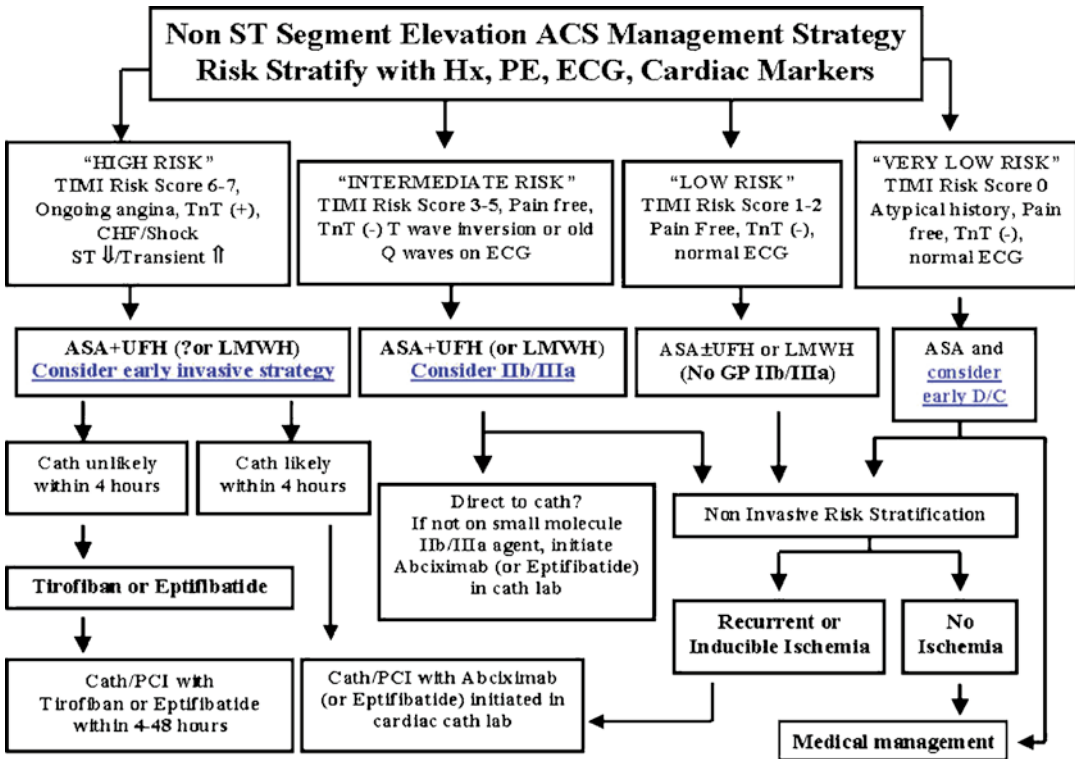 Non ST Segment Elevation ACS Management Strategy
Risk Stratify with Hx, PE, ECG, Cardiac Markers
“HIGH RISK”
TIMI Risk Score 6-7,
Ongoing angina, TnT (+),
CHF/Shock
ST ⇓/Transient ⇑
“INTERMEDIATE RISK”
TIMI Risk Score 3-5, Pain free,
TnT (-) T wave inversion or old
Q waves on ECG
“LOW RISK”
TIMI Risk Score 1-2
Pain Free, TnT (-),
normal ECG
“VERY LOW RISK”
TIMI Risk Score 0
Atypical history, Pain
free, TnT (-),
normal ECG
ASA+UFH (?or LMWH)
Consider early invasive strategy
ASA+UFH (or LMWH)
Consider IIb/IIIa
ASA±UFH or LMWH
(No GP IIb/IIIa)
ASA and
consider
early D/C
Cath unlikely
within 4 hours
Cath likely
within 4 hours
Direct to cath?
If not on small molecule
IIb/IIIa agent, initiate
Abciximab (or Eptifibatide)
in cath lab
Non Invasive Risk Stratification
Tirofiban or Eptifibatide
Recurrent or
Inducible Ischemia
No
Ischemia
Cath/PCI with
Tirofiban or Eptifibatide
within 4-48 hours
Cath/PCI with Abciximab
(or Eptifibatide) initiated in
cardiac cath lab
Medical management